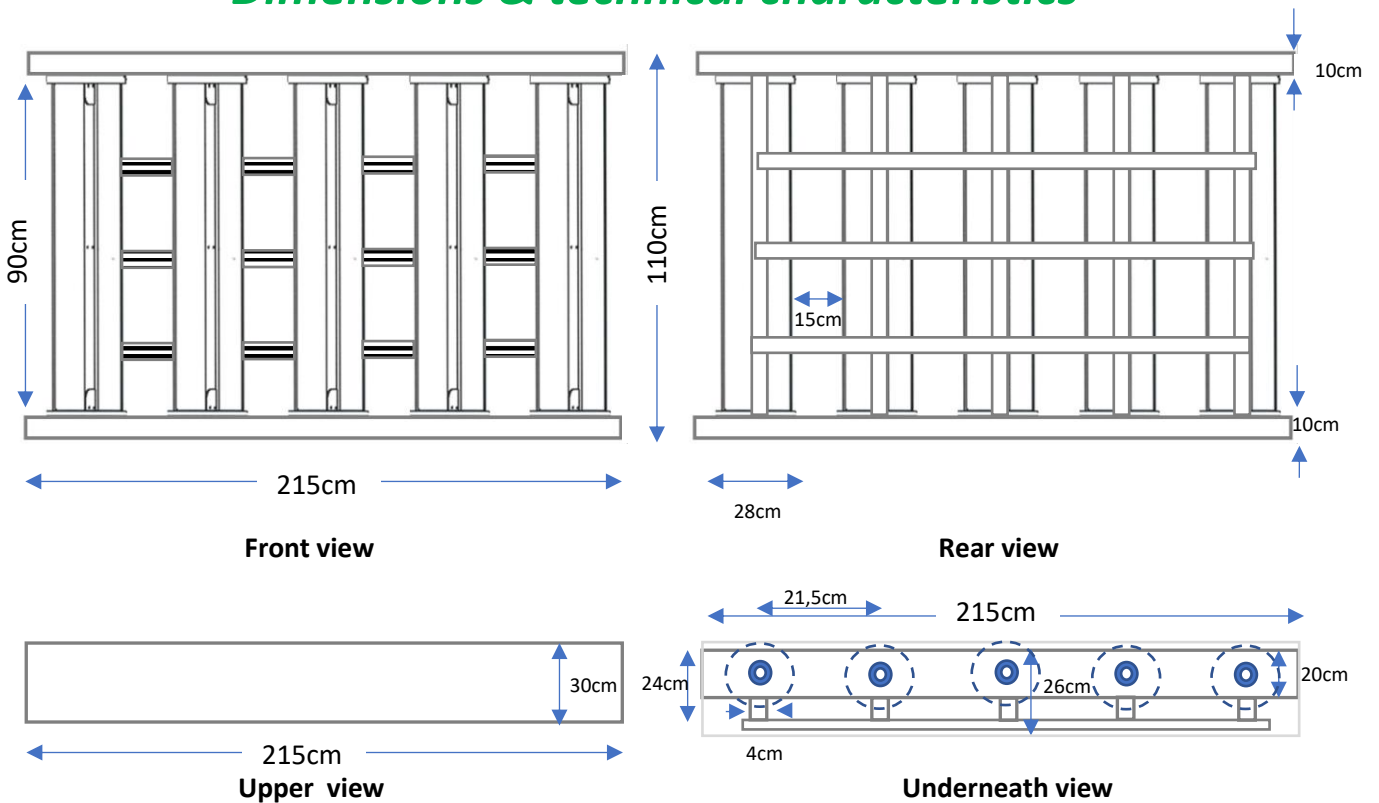 Dimensions & technical characteristics
10cm
90cm
110cm
15cm
10cm
215cm
28cm
Front view
Rear view
21,5cm
215cm
30cm
24cm
26cm
20cm
215cm
4cm
Upper view
Underneath view